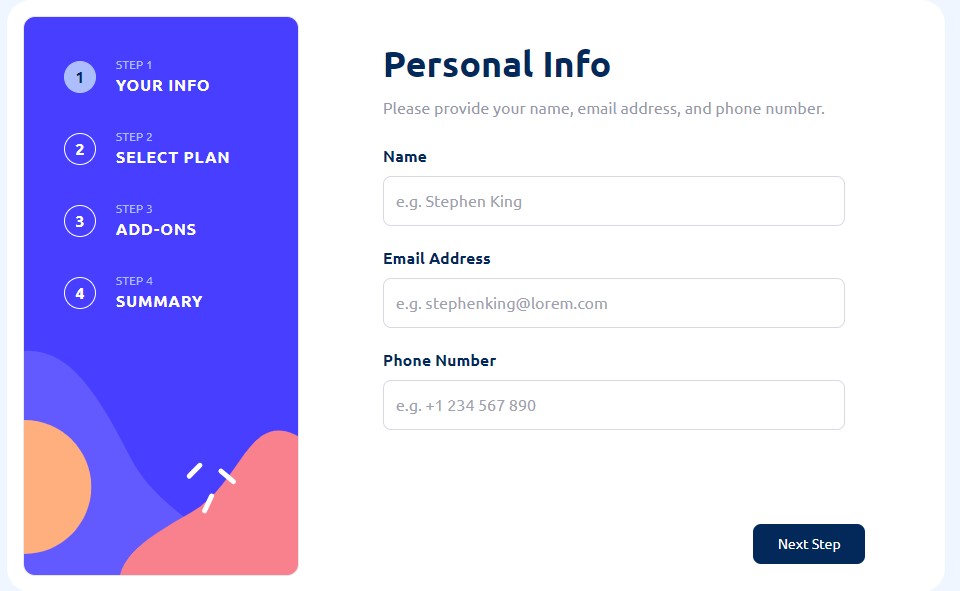 1
STEP 1
YOUR INFO
2
STEP 2
SELECT PLAN
3
STEP 3
ADD-ONS
4
STEP 4
SUMMARY
Personal Info
Please provide your name, email address, and phone number.
Name
e.g. Stephen King
Email Address
e.g. stephenking@lorem.com
Phone Number
e.g. +1 234 567 890
Next Step